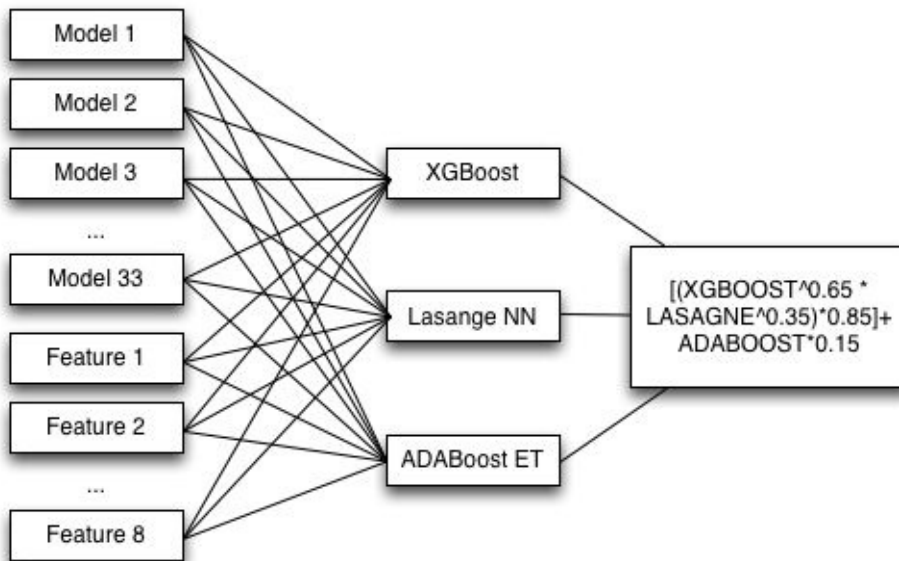 Model 1
Model 2
Model 3
...
Model 33
Feature 1
Feature 2
...
Feature 8
XGBoost
Lasange NN
ADABoost ET
[(XGBOOST^0.65 *
LASAGNE^0.35)*0.85]+
ADABOOST*0.15